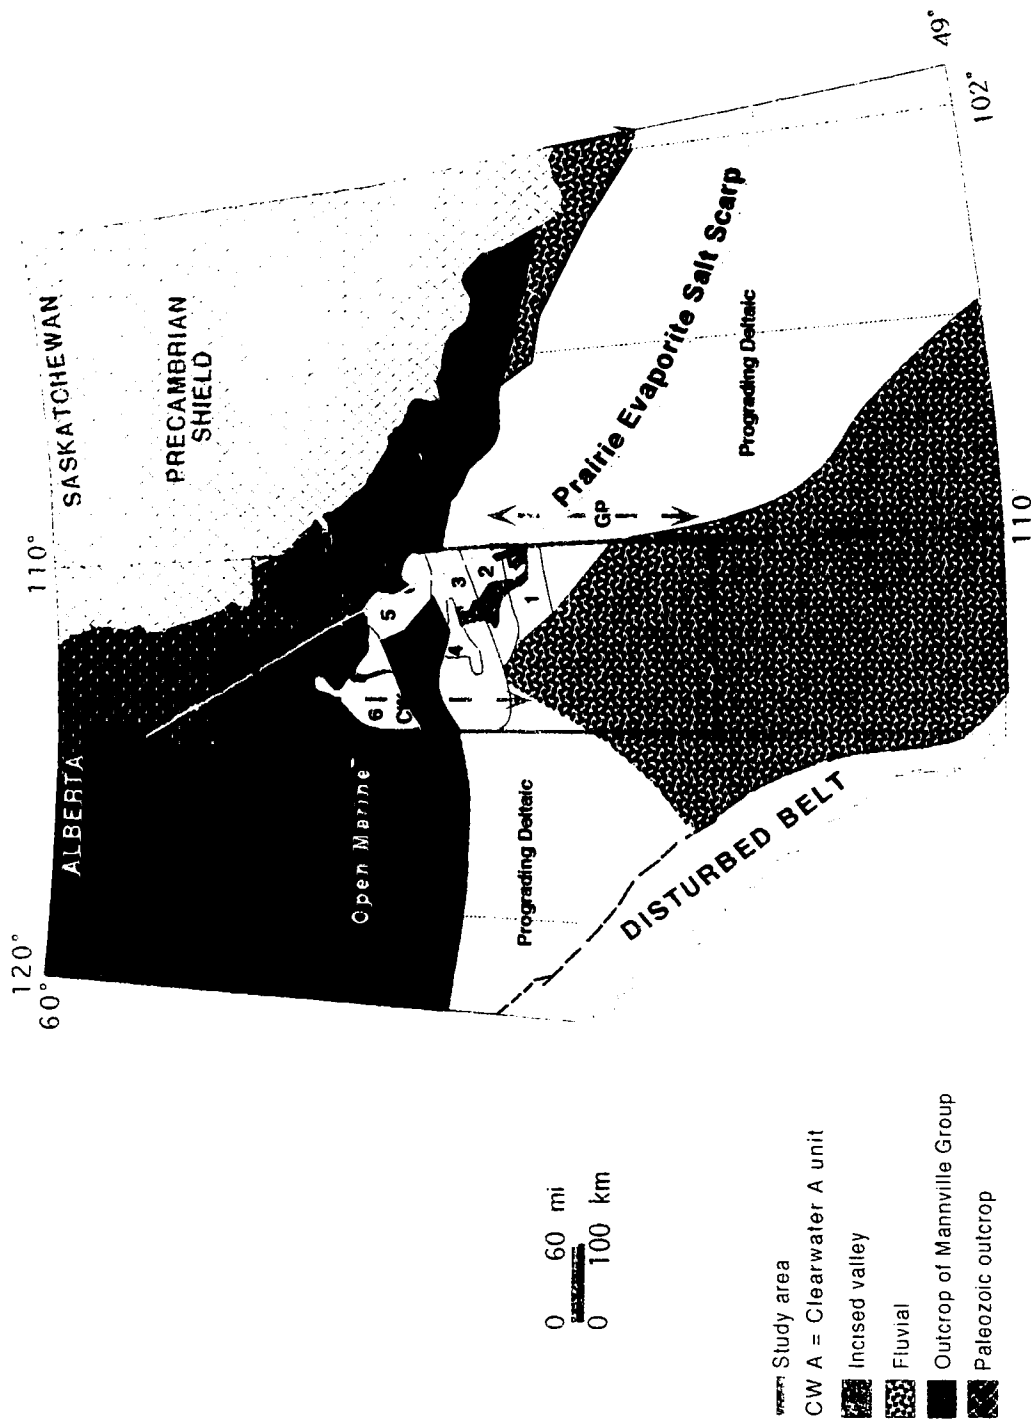 120°
60°
ALBERTA
110°
SASKATCHEWAN
PRECAMBRIAN
SHIELD
Open Marine
6
5
4
3
2
1
GP
Prograding Deltaic
Prairie Evaporite Salt Scarp
Prograding Deltaic
DISTURBED BELT
110
102°
49°
0 60 mi
0 100 km
Study area
CW A = Clearwater A unit
Incised valley
Fluvial
Outcrop of Mannville Group
Paleozoic outcrop